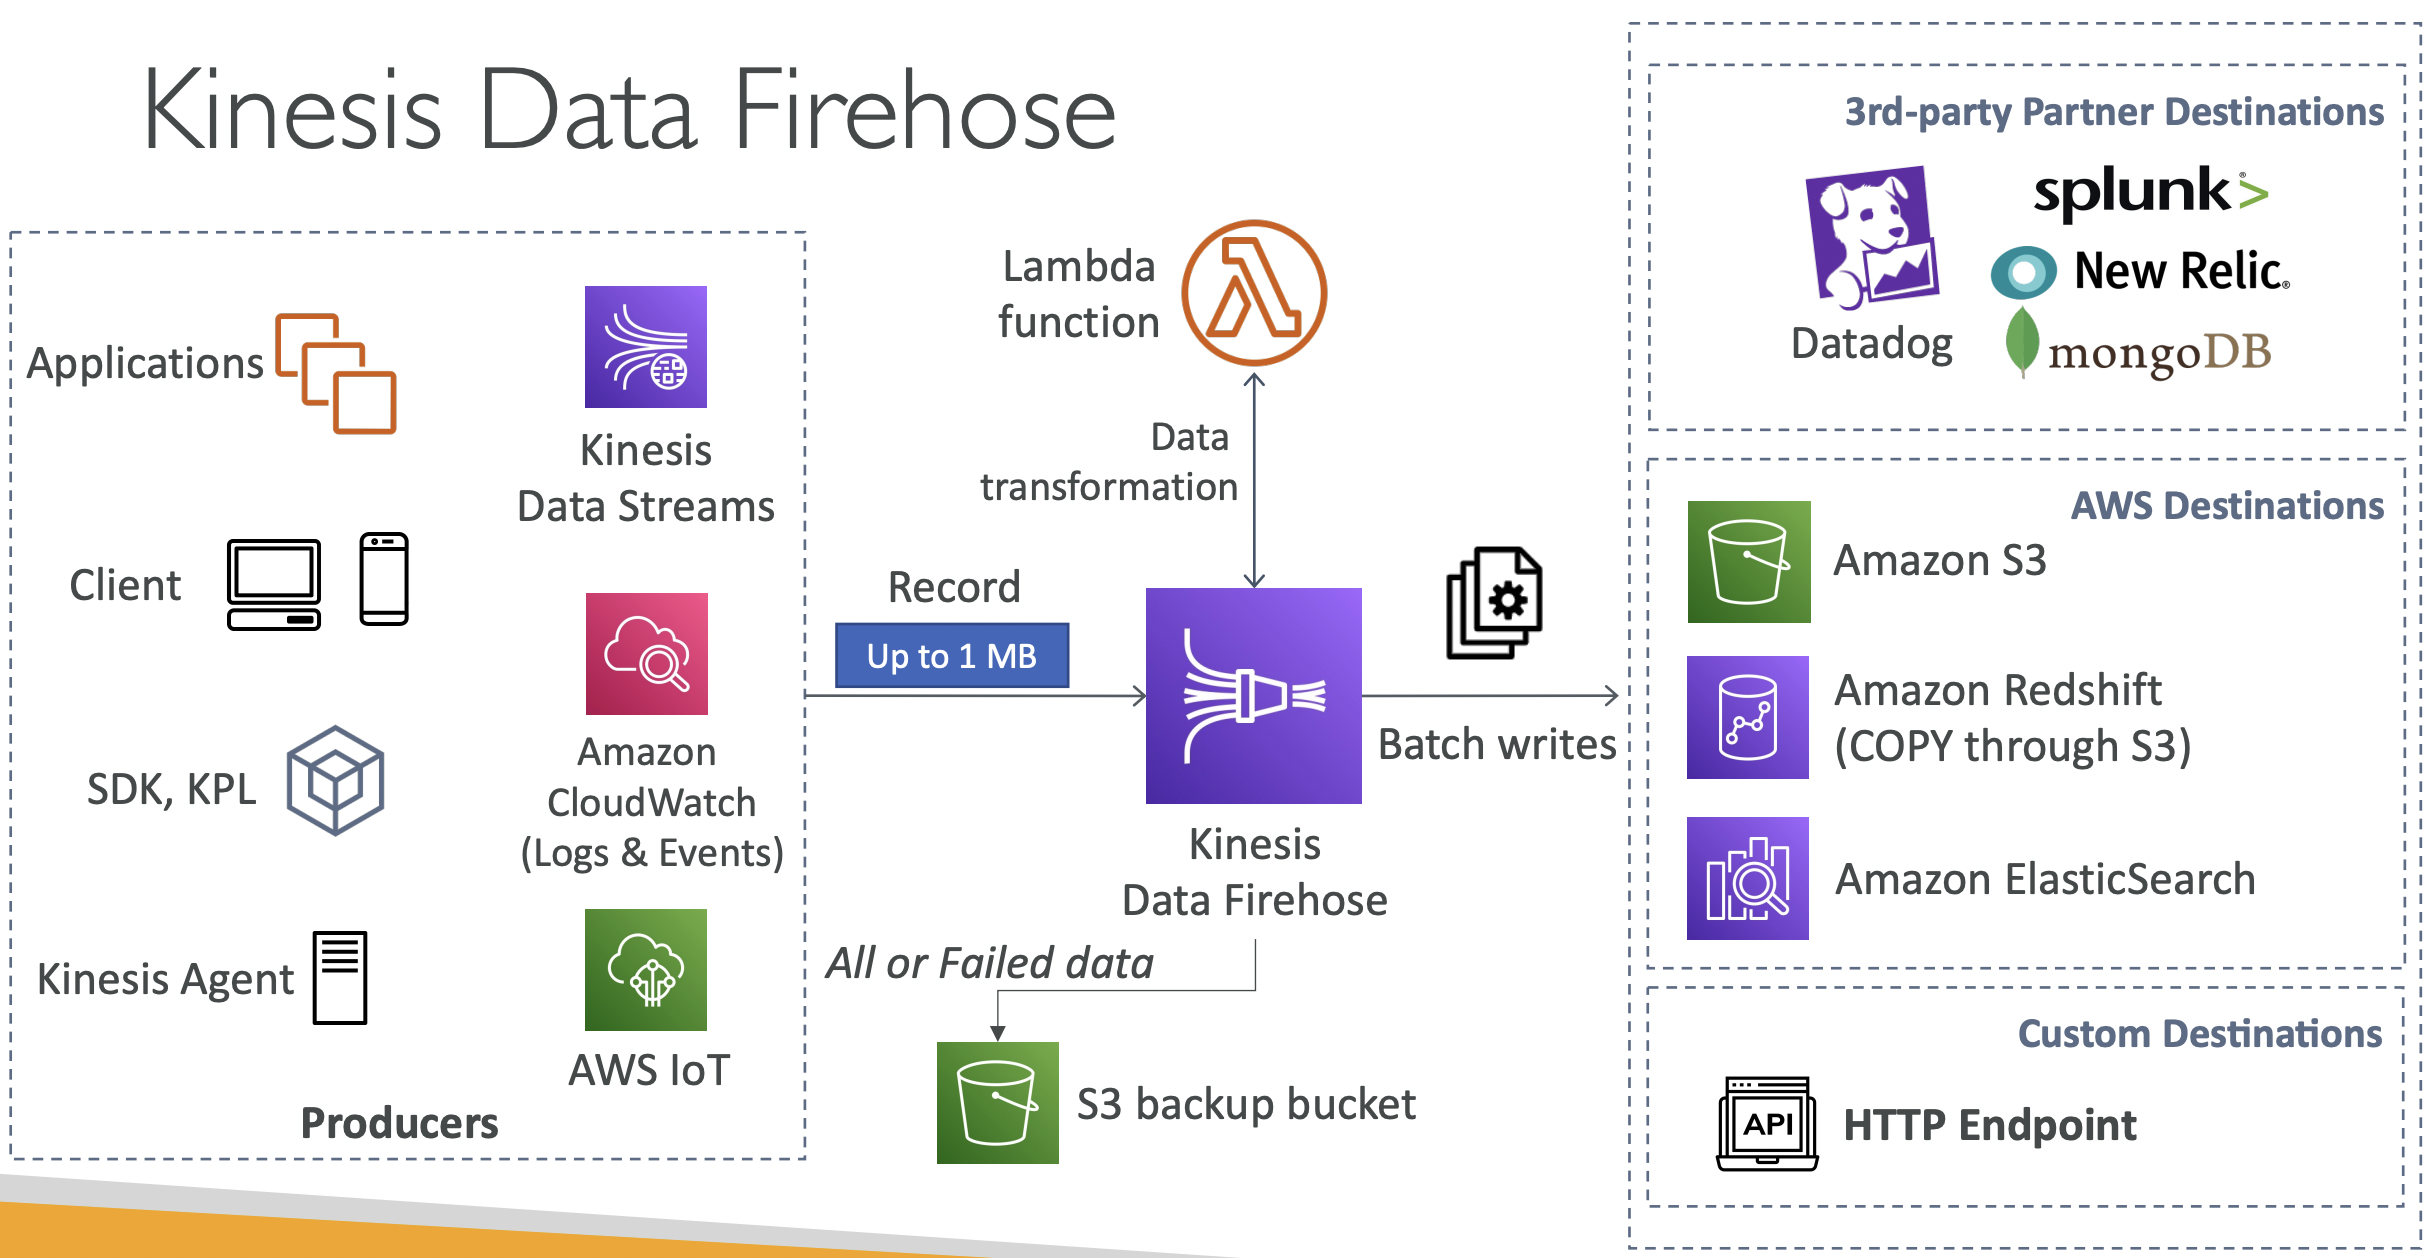 Kinesis Data Firehose
Applications
Kinesis
Data Streams
Client
SDK, KPL
Amazon
CloudWatch
(Logs & Events)
Kinesis Agent
AWS IoT
Producers
Lambda
function
Data
transformation
Record
Up to 1 MB
Kinesis
Data Firehose
Batch writes
All or Failed data
S3 backup bucket
3rd-party Partner Destinations
Datadog
splunk>
New Relic®
mongoDB
AWS Destinations
Amazon S3
Amazon Redshift
(COPY through S3)
Amazon ElasticSearch
Custom Destinations
API
HTTP Endpoint